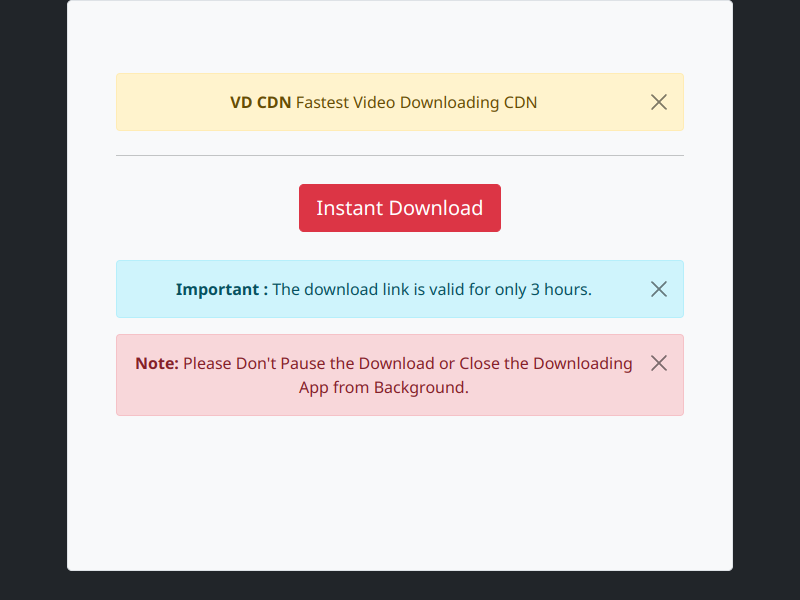 VD CDN Fastest Video Downloading CDN
Instant Download
Important : The download link is valid for only 3 hours.
Note: Please Don't Pause the Download or Close the Downloading
App from Background.